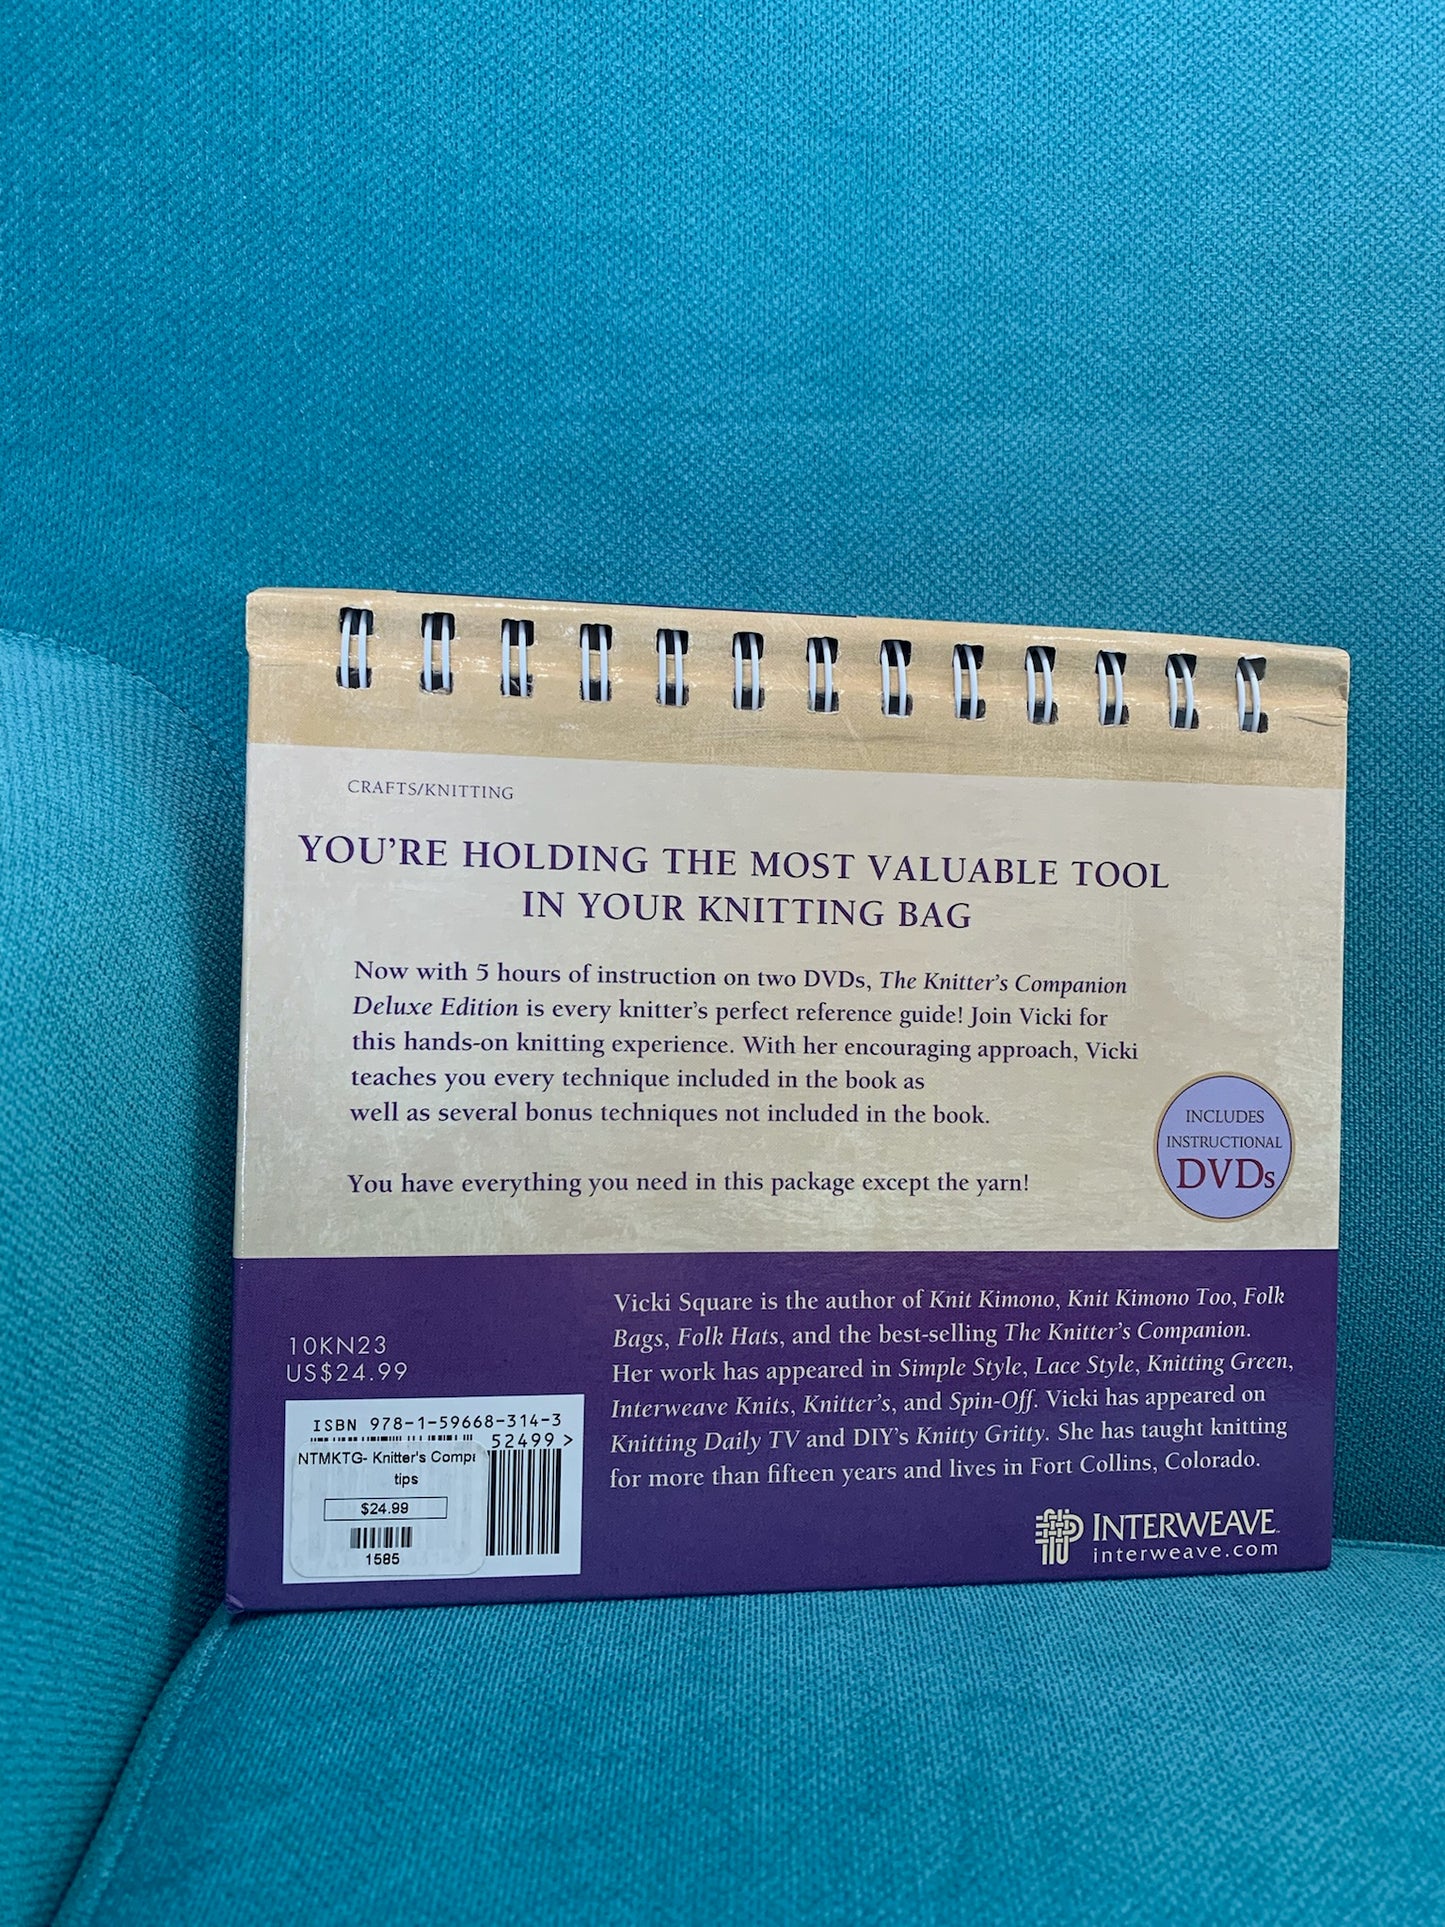 CRAFTS/KNITTING
YOU'RE HOLDING THE MOST VALUABLE TOOL
IN YOUR KNITTING BAG
Now with 5 hours of instruction on two DVDs, The Knitter's Companion
Deluxe Edition is every knitter's perfect reference guide! Join Vicki for
this hands-on knitting experience. With her encouraging approach, Vicki
teaches you every technique included in the book as
well as several bonus techniques not included in the book.
You have everything you need in this package except the yarn!
INCLUDES
INSTRUCTIONAL
DVDs
Vicki Square is the author of Knit Kimono, Knit Kimono Too, Folk
Bags, Folk Hats, and the best-selling The Knitter's Companion.
Her work has appeared in Simple Style, Lace Style, Knitting Green,
Interweave Knits, Knitter's, and Spin-Off. Vicki has appeared on
Knitting Daily TV and DIY's Knitty Gritty. She has taught knitting
for more than fifteen years and lives in Fort Collins, Colorado.
10KN23
US$24.99
ISBN 978-1-59668-314-3
52499 >
NTMKTG- Knitter's Compa
tips
$24.99
1585
INTERWEAVE
interweave.com